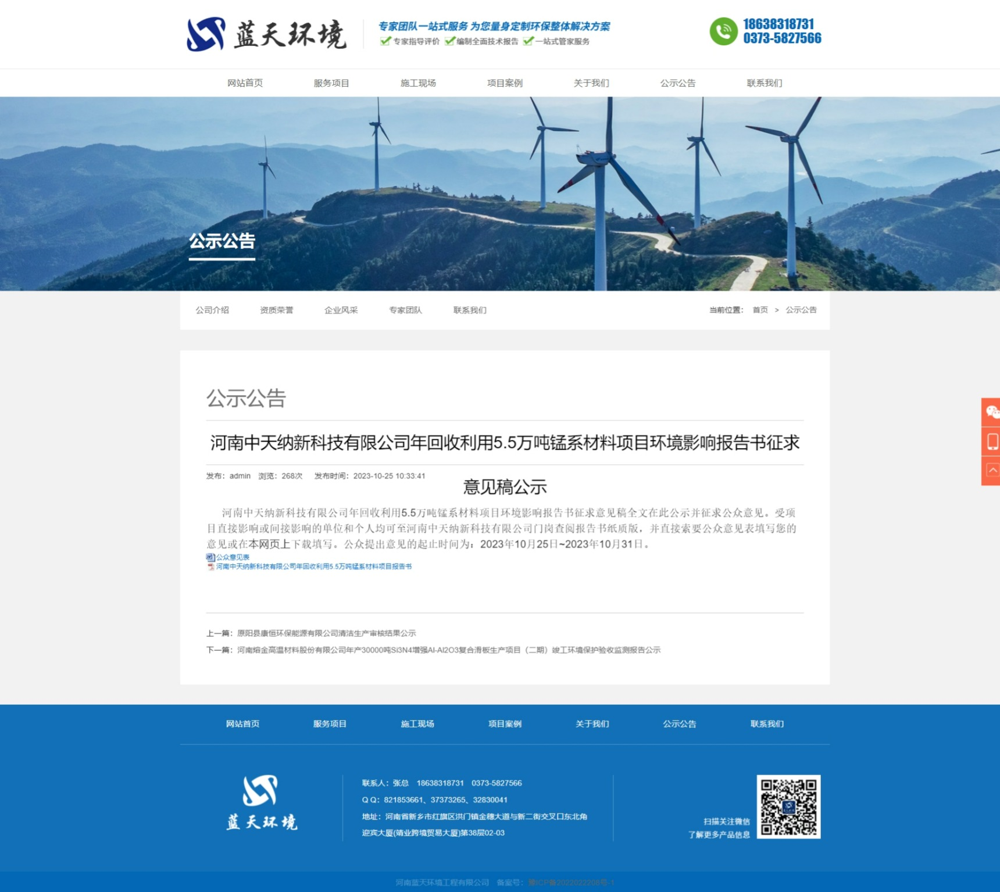 蓝天环境
专家团队一站式服务 为您量身定制环保整体解决方案
专家指导评价 编制全面技术报告 一站式管家服务
18638318731
0373-5827566
网站首页 服务项目 施工现场 项目案例 关于我们 公示公告 联系我们
公示公告
公司介绍 资质荣誉 企业风采 专家团队 联系我们 当前位置： 首页 > 公示公告
公示公告
河南中天纳新科技有限公司年回收利用5.5万吨锰系材料项目环境影响报告书征求
发布：admin 浏览：268次 发布时间：2023-10-25 10:33:41
意见稿公示
河南中天纳新科技有限公司年回收利用5.5万吨锰系材料项目环境影响报告书征求意见稿全文在此公示并征求公众意见。受项
目直接影响或间接影响的单位和个人均可至河南中天纳新科技有限公司门岗查阅报告书纸质版，并直接索要公众意见表填写您的
意见或在本网页上下载填写。公众提出意见的起止时间为：2023年10月25日~2023年10月31日。
公众意见表
河南中天纳新科技有限公司年回收利用5.5万吨锰系材料项目报告书
上一篇：原阳县康恒环保能源有限公司清洁生产审核结果公示
下一篇：河南熔金高温材料股份有限公司年产30000吨Si3N4增强Al-Al2O3复合滑板生产项目（二期）竣工环境保护验收监测报告公示
网站首页 服务项目 施工现场 项目案例 关于我们 公示公告 联系我们
蓝天环境
联系人：张总 18638318731 0373-5827566
Q Q：821853661、37373265、32830041
地址：河南省新乡市红旗区洪门镇金穗大道与新二街交叉口东北角
迎宾大厦(靖业跨境贸易大厦)第38层02-03
扫描关注微信
了解更多产品信息
河南蓝天环境工程有限公司 备案号：豫ICP备2022022208号-1